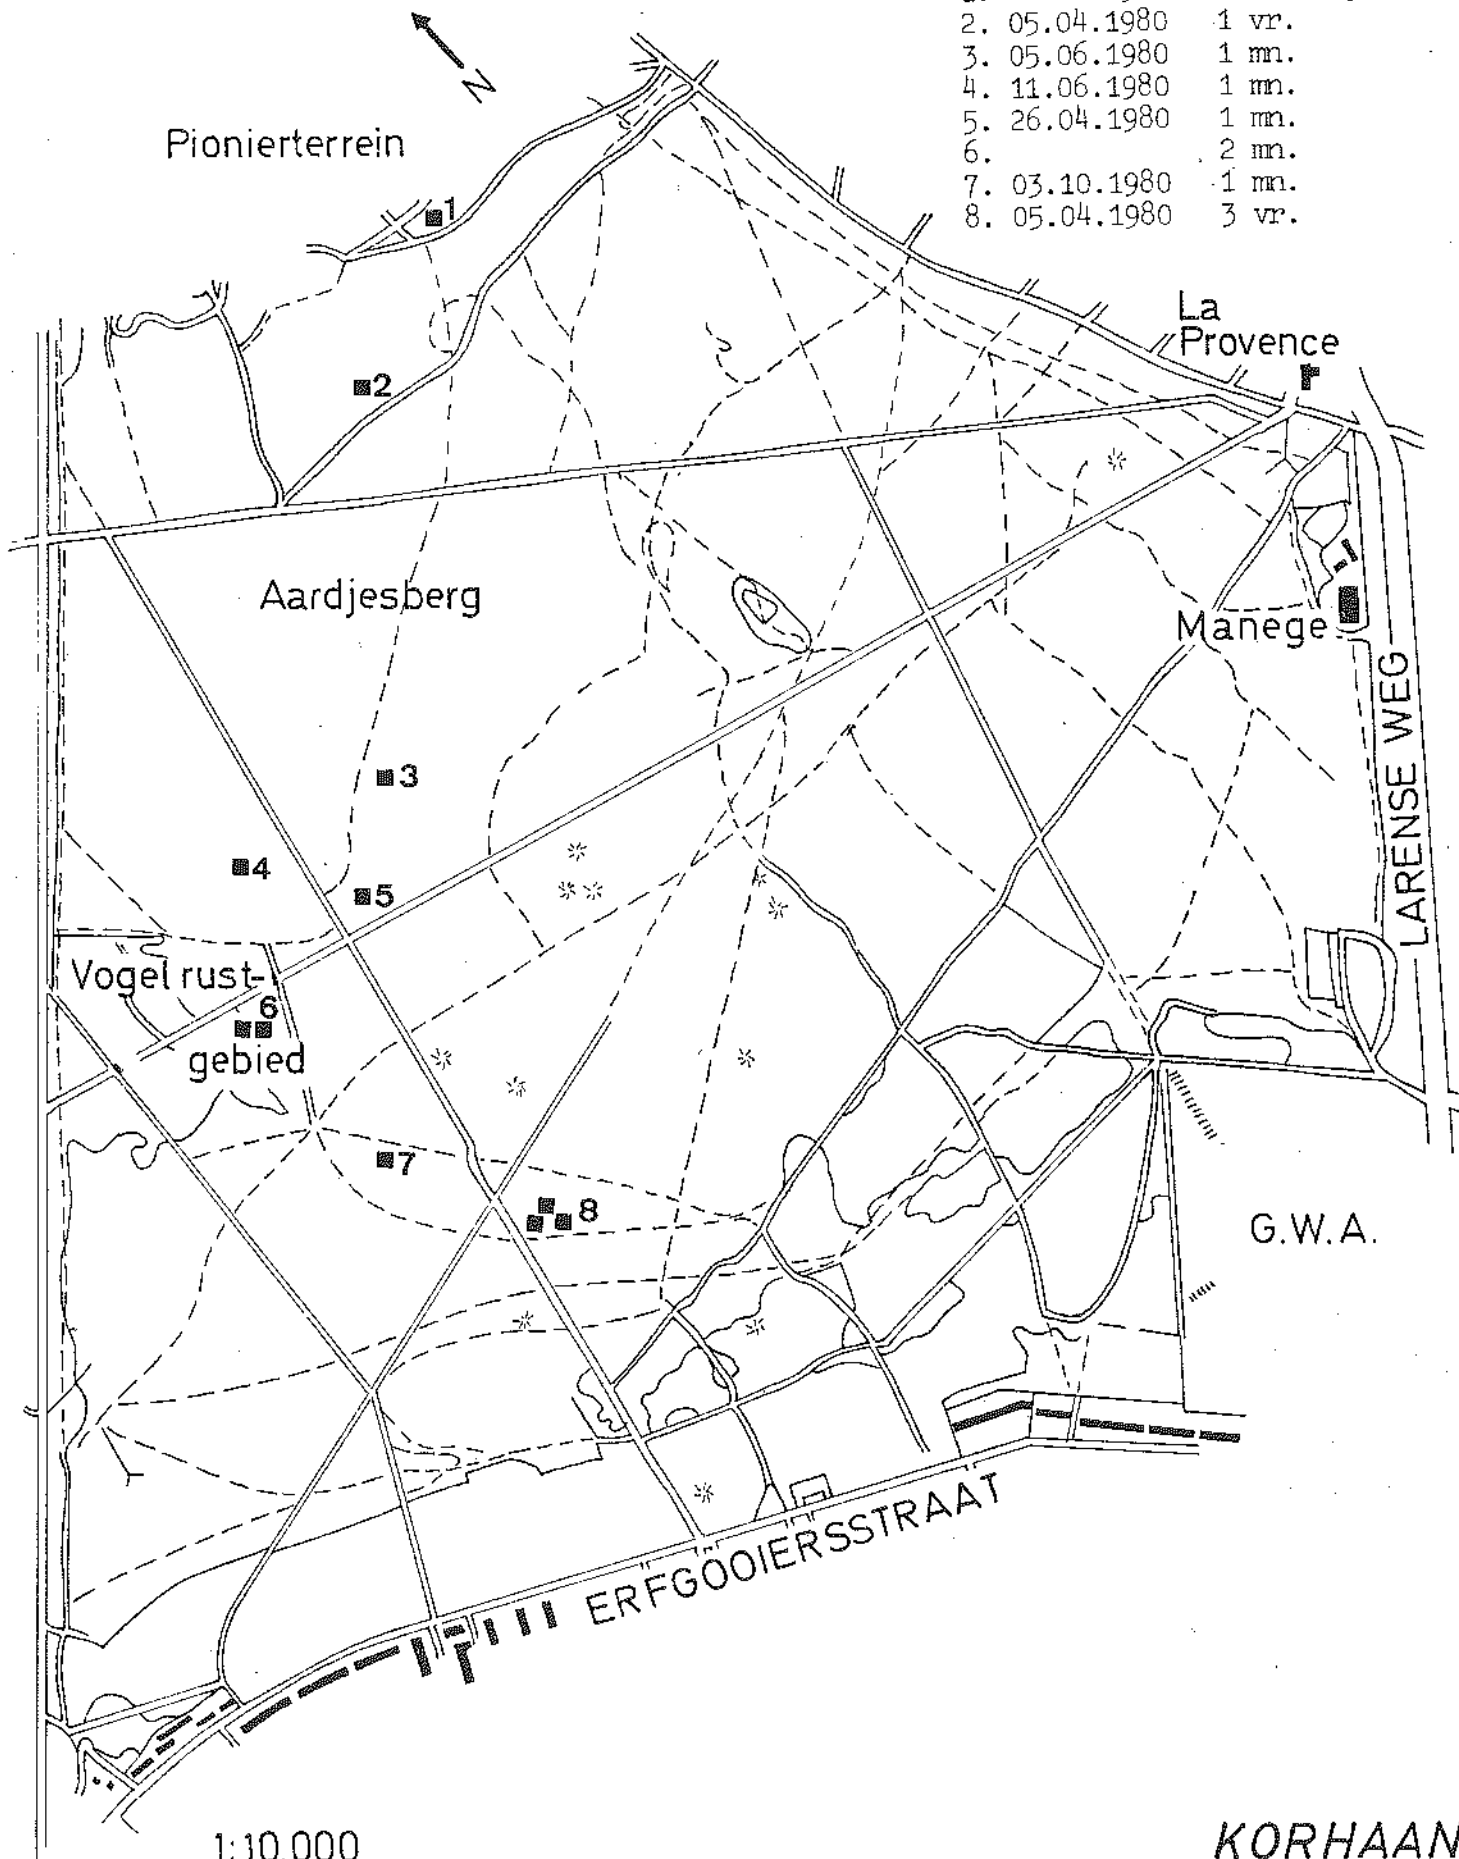 2. 05.04.1980 1 vr.
3. 05.06.1980 1 mn.
4. 11.06.1980 1 mn.
5. 26.04.1980 1 mn.
6. 2 mn.
7. 03.10.1980 1 mn.
8. 05.04.1980 3 vr.
N
Pionierterrein
1
La
Provence
2
Aardjesberg
Manege
LARENSE WEG
3
4
5
Vogelrust-
6
gebied
7
8
G.W.A.
ERFGOOIERSSTRAAT
1:10.000
KORHAAN